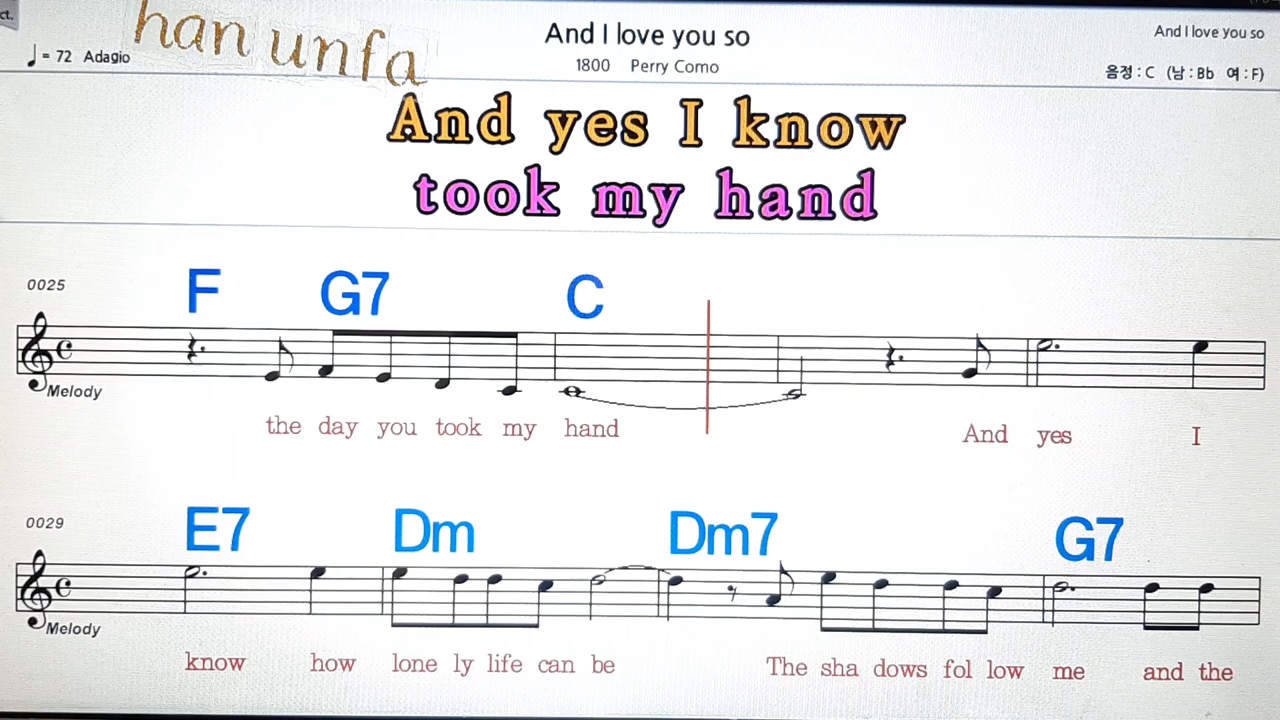 ct.
han unfa
And I love you so
And I love you so
♩ = 72 Adagio
1800 Perry Como
음정 : C (남 : Bb 여 : F)
And yes I know
took my hand
0025
F G7 C
Melody
the day you took my hand And yes I
0029
E7 Dm Dm7 G7
Melody
know how lone ly life can be The sha dows fol low me and the